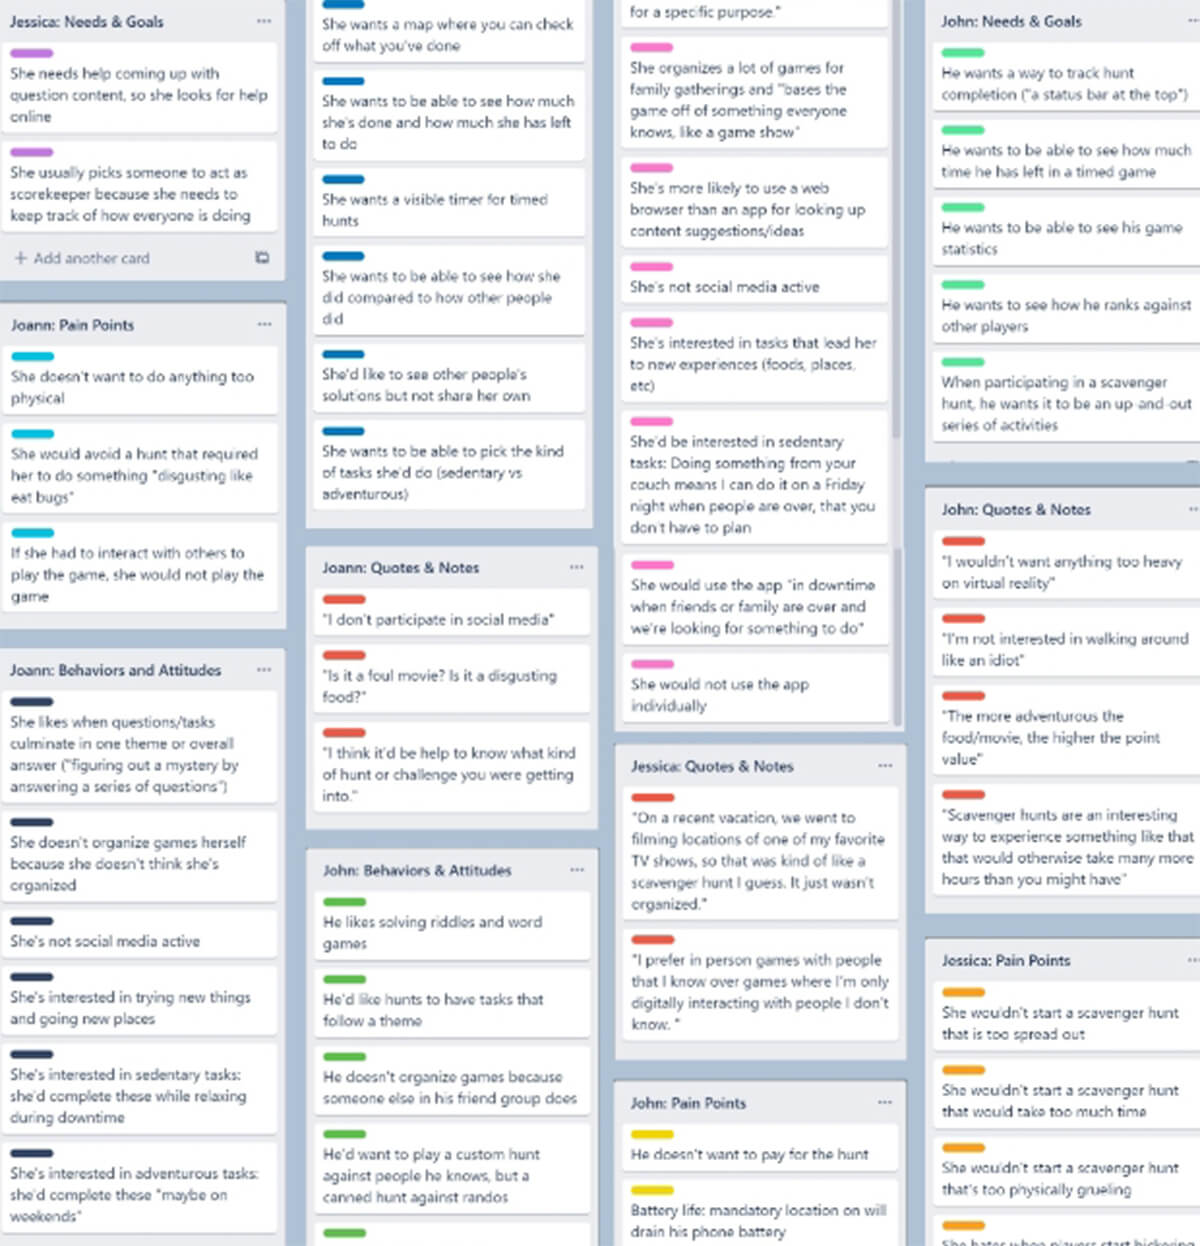 Jessica: Needs & Goals
She needs help coming up with
question content, so she looks for help
online
She usually picks someone to act as
scorekeeper because she needs to
keep track of how everyone is doing
+ Add another card
Joann: Pain Points
She doesn't want to do anything too
physical
She would avoid a hunt that required
her to do something "disgusting like
eat bugs"
If she had to interact with others to
play the game, she would not play the
game
Joann: Behaviors and Attitudes
She likes when questions/tasks
culminate in one theme or overall
answer ("figuring out a mystery by
answering a series of questions")
She doesn't organize games herself
because she doesn't think she's
organized
She's not social media active
She's interested in trying new things
and going new places
She's interested in sedentary tasks:
she'd complete these while relaxing
during downtime
She's interested in adventurous tasks:
she'd complete these "maybe on
weekends"
She wants a map where you can check
off what you've done
She wants to be able to see how much
she's done and how much she has left
to do
She wants a visible timer for timed
hunts
She wants to be able to see how she
did compared to how other people
did
She'd like to see other people's
solutions but not share her own
She wants to be able to pick the kind
of tasks she'd do (sedentary vs
adventurous)
Joann: Quotes & Notes
"I don't participate in social media"
"Is it a foul movie? Is it a disgusting
food?"
"I think it'd be help to know what kind
of hunt or challenge you were getting
into."
John: Behaviors & Attitudes
He likes solving riddles and word
games
He'd like hunts to have tasks that
follow a theme
He doesn't organize games because
someone else in his friend group does
He'd want to play a custom hunt
against people he knows, but a
canned hunt against randos
for a specific purpose."
She organizes a lot of games for
family gatherings and "bases the
game off of something everyone
knows, like a game show"
She's more likely to use a web
browser than an app for looking up
content suggestions/ideas
She's not social media active
She's interested in tasks that lead her
to new experiences (foods, places,
etc)
She'd be interested in sedentary
tasks: Doing something from your
couch means I can do it on a Friday
night when people are over, that you
don't have to plan
She would use the app "in downtime
when friends or family are over and
we're looking for something to do"
She would not use the app
individually
Jessica: Quotes & Notes
"On a recent vacation, we went to
filming locations of one of my favorite
TV shows, so that was kind of like a
scavenger hunt I guess. It just wasn't
organized."
"I prefer in person games with people
that I know over games where I'm only
digitally interacting with people I don't
know. "
John: Pain Points
He doesn't want to pay for the hunt
Battery life: mandatory location on will
drain his phone battery
John: Needs & Goals
He wants a way to track hunt
completion ("a status bar at the top")
He wants to be able to see how much
time he has left in a timed game
He wants to be able to see his game
statistics
He wants to see how he ranks against
other players
When participating in a scavenger
hunt, he wants it to be an up-and-out
series of activities
John: Quotes & Notes
"I wouldn't want anything too heavy
on virtual reality"
"I'm not interested in walking around
like an idiot"
"The more adventurous the
food/movie, the higher the point
value"
"Scavenger hunts are an interesting
way to experience something like that
that would otherwise take many more
hours than you might have"
Jessica: Pain Points
She wouldn't start a scavenger hunt
that is too spread out
She wouldn't start a scavenger hunt
that would take too much time
She wouldn't start a scavenger hunt
that's too physically grueling
She hates when players start bickering